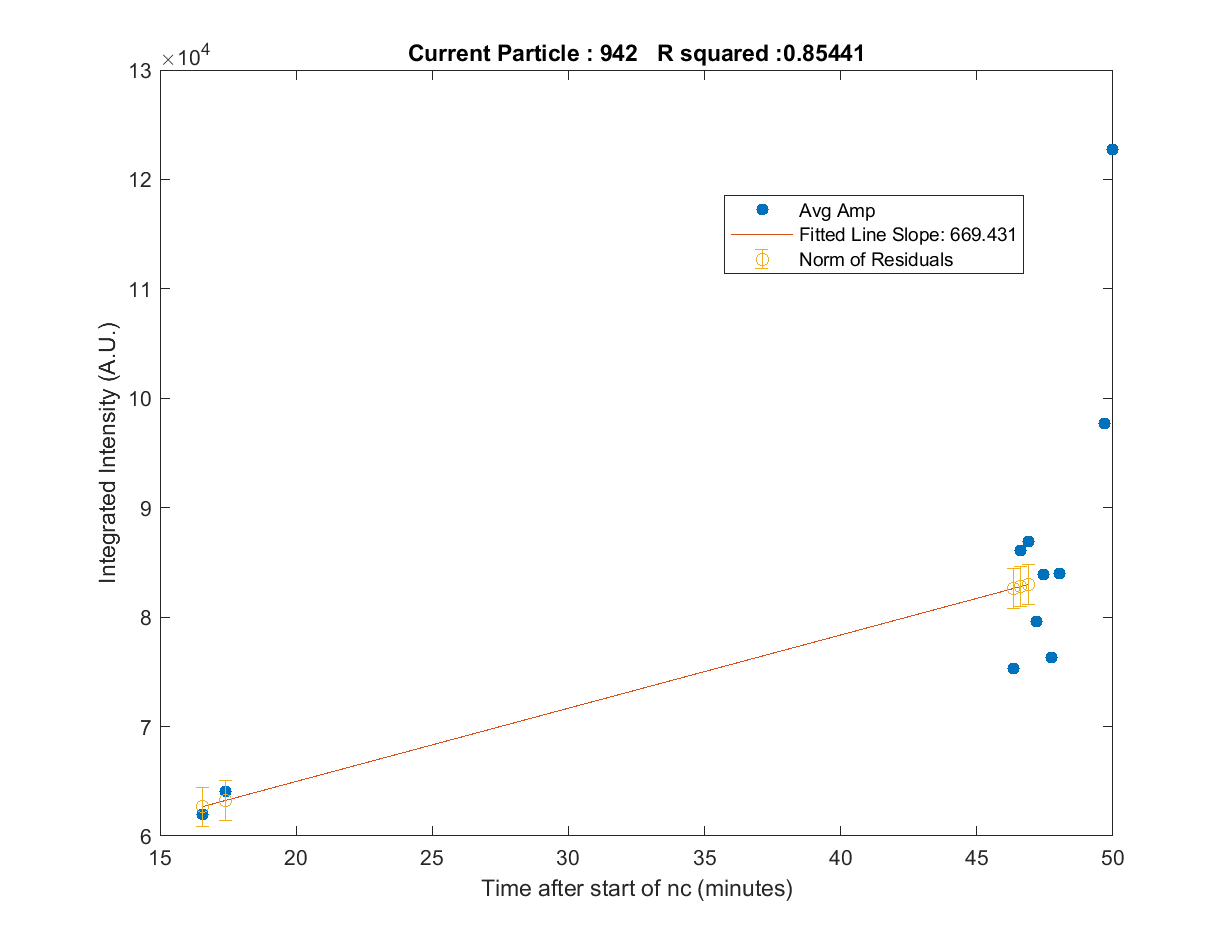 Current Particle : 942   R squared :0.85441
×10^4
13
12
11
10
9
8
7
6
Integrated Intensity (A.U.)
Avg Amp
Fitted Line Slope: 669.431
Norm of Residuals
15 20 25 30 35 40 45 50
Time after start of nc (minutes)